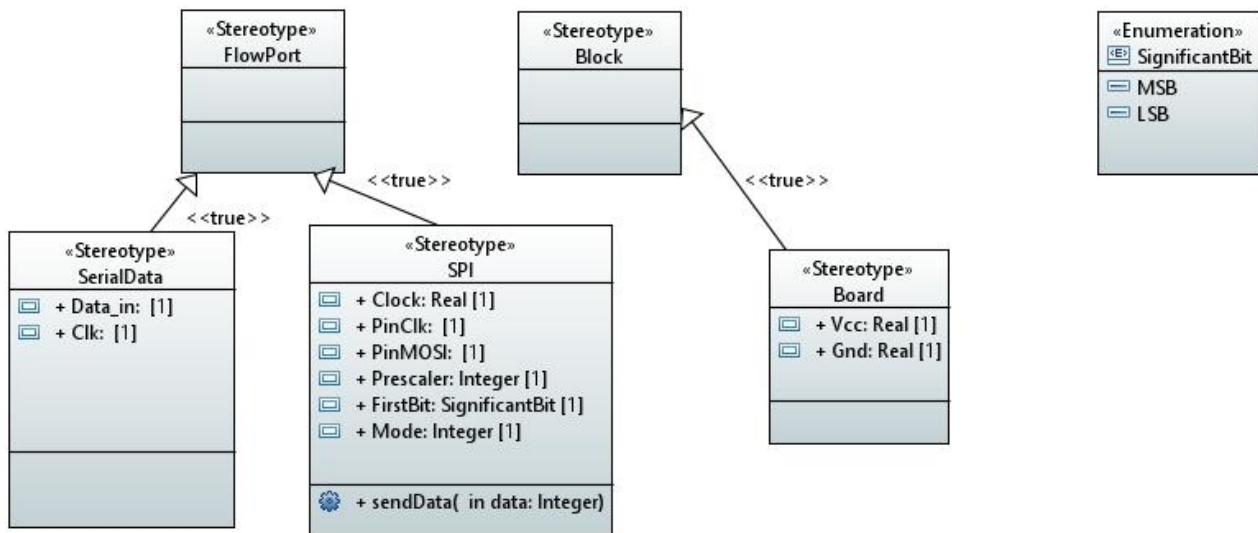 «Stereotype»
FlowPort
«Stereotype»
Block
«Enumeration»
<E> SignificantBit
MSB
LSB
<<true>>
<<true>>
<<true>>
«Stereotype»
SerialData
+ Data_in: [1]
+ Clk: [1]
«Stereotype»
SPI
+ Clock: Real [1]
+ PinClk: [1]
+ PinMOSI: [1]
+ Prescaler: Integer [1]
+ FirstBit: SignificantBit [1]
+ Mode: Integer [1]
+ sendData( in data: Integer)
«Stereotype»
Board
+ Vcc: Real [1]
+ Gnd: Real [1]